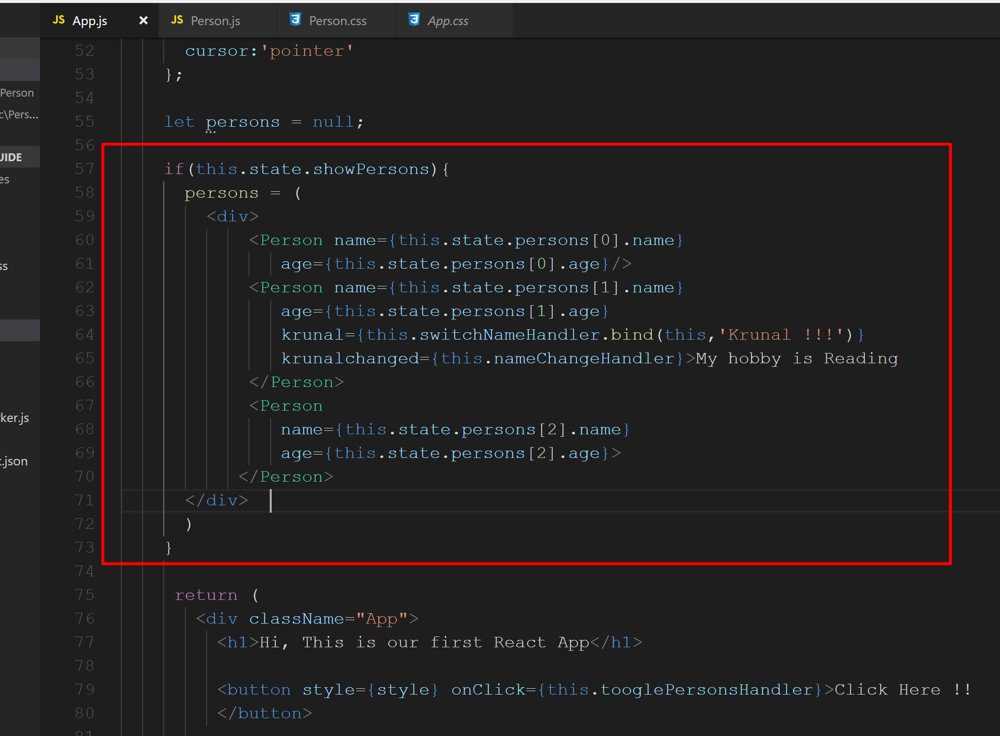 JS App.js × JS Person.js 3 Person.css 3 App.css
Person
c\Pers...
UIDE
es
ss
ker.js
.json
52 cursor:'pointer'
53 };
54
55 let persons = null;
56
57 if(this.state.showPersons){
58 persons = (
59 <div>
60 <Person name={this.state.persons[0].name}
61 age={this.state.persons[0].age}/>
62 <Person name={this.state.persons[1].name}
63 age={this.state.persons[1].age}
64 krunal={this.switchNameHandler.bind(this,'Krunal !!!')}
65 krunalchanged={this.nameChangeHandler}>My hobby is Reading
66 </Person>
67 <Person
68 name={this.state.persons[2].name}
69 age={this.state.persons[2].age}>
70 </Person>
71 </div>
72 )
73 }
74
75 return (
76 <div className="App">
77 <h1>Hi, This is our first React App</h1>
78
79 <button style={style} onClick={this.tooglePersonsHandler}>Click Here !!
80 </button>
81